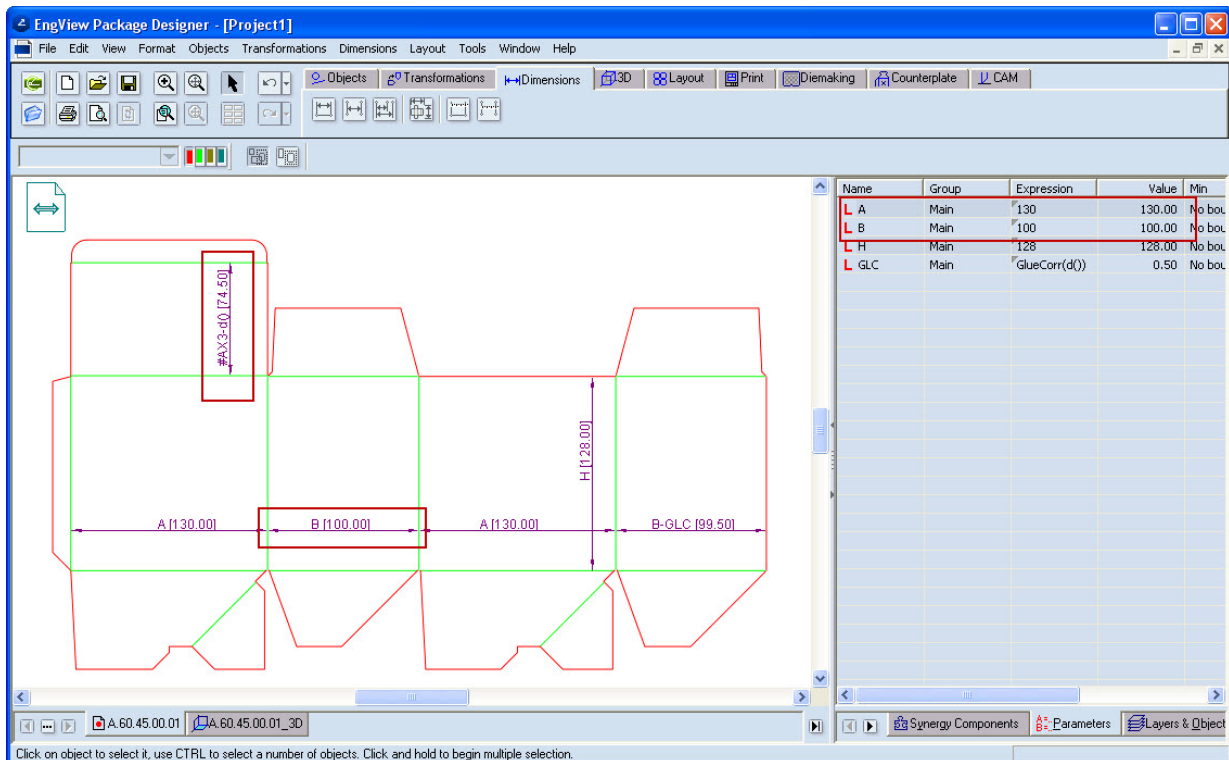 EngView Package Designer - [Project1]
File Edit View Format Objects Transformations Dimensions Layout Tools Window Help
Objects Transformations Dimensions 3D Layout Print Diemaking Counterplate CAM
Name Group Expression Value Min
L A Main 130 130.00 No bou
L B Main 100 100.00 No bou
L H Main 128 128.00 No bou
L GLC Main GlueCorr(d()) 0.50 No bou
#AX3-d() [74.50]
H [128.00]
A [130.00] B [100.00] A [130.00] B-GLC [99.50]
A.60.45.00.01 A.60.45.00.01_3D
Synergy Components Parameters Layers & Object
Click on object to select it, use CTRL to select a number of objects. Click and hold to begin multiple selection.